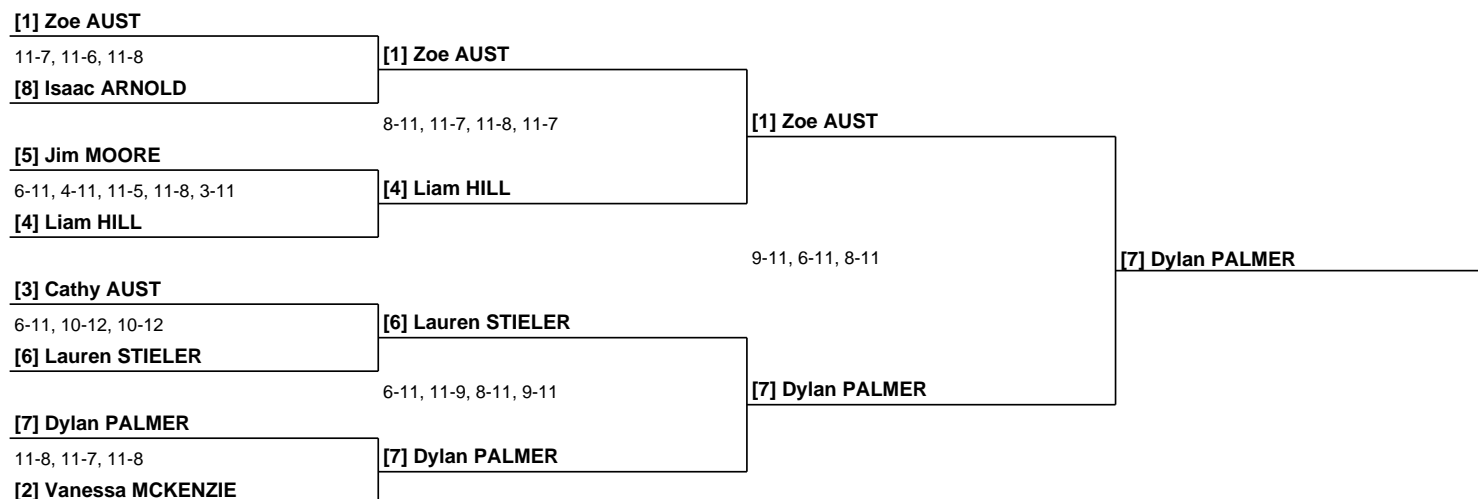 [1] Zoe AUST
11-7, 11-6, 11-8
[8] Isaac ARNOLD
[1] Zoe AUST
8-11, 11-7, 11-8, 11-7
[5] Jim MOORE
6-11, 4-11, 11-5, 11-8, 3-11
[4] Liam HILL
[4] Liam HILL
[1] Zoe AUST
9-11, 6-11, 8-11
[7] Dylan PALMER
[3] Cathy AUST
6-11, 10-12, 10-12
[6] Lauren STIELER
[6] Lauren STIELER
6-11, 11-9, 8-11, 9-11
[7] Dylan PALMER
[7] Dylan PALMER
11-8, 11-7, 11-8
[2] Vanessa MCKENZIE
[7] Dylan PALMER